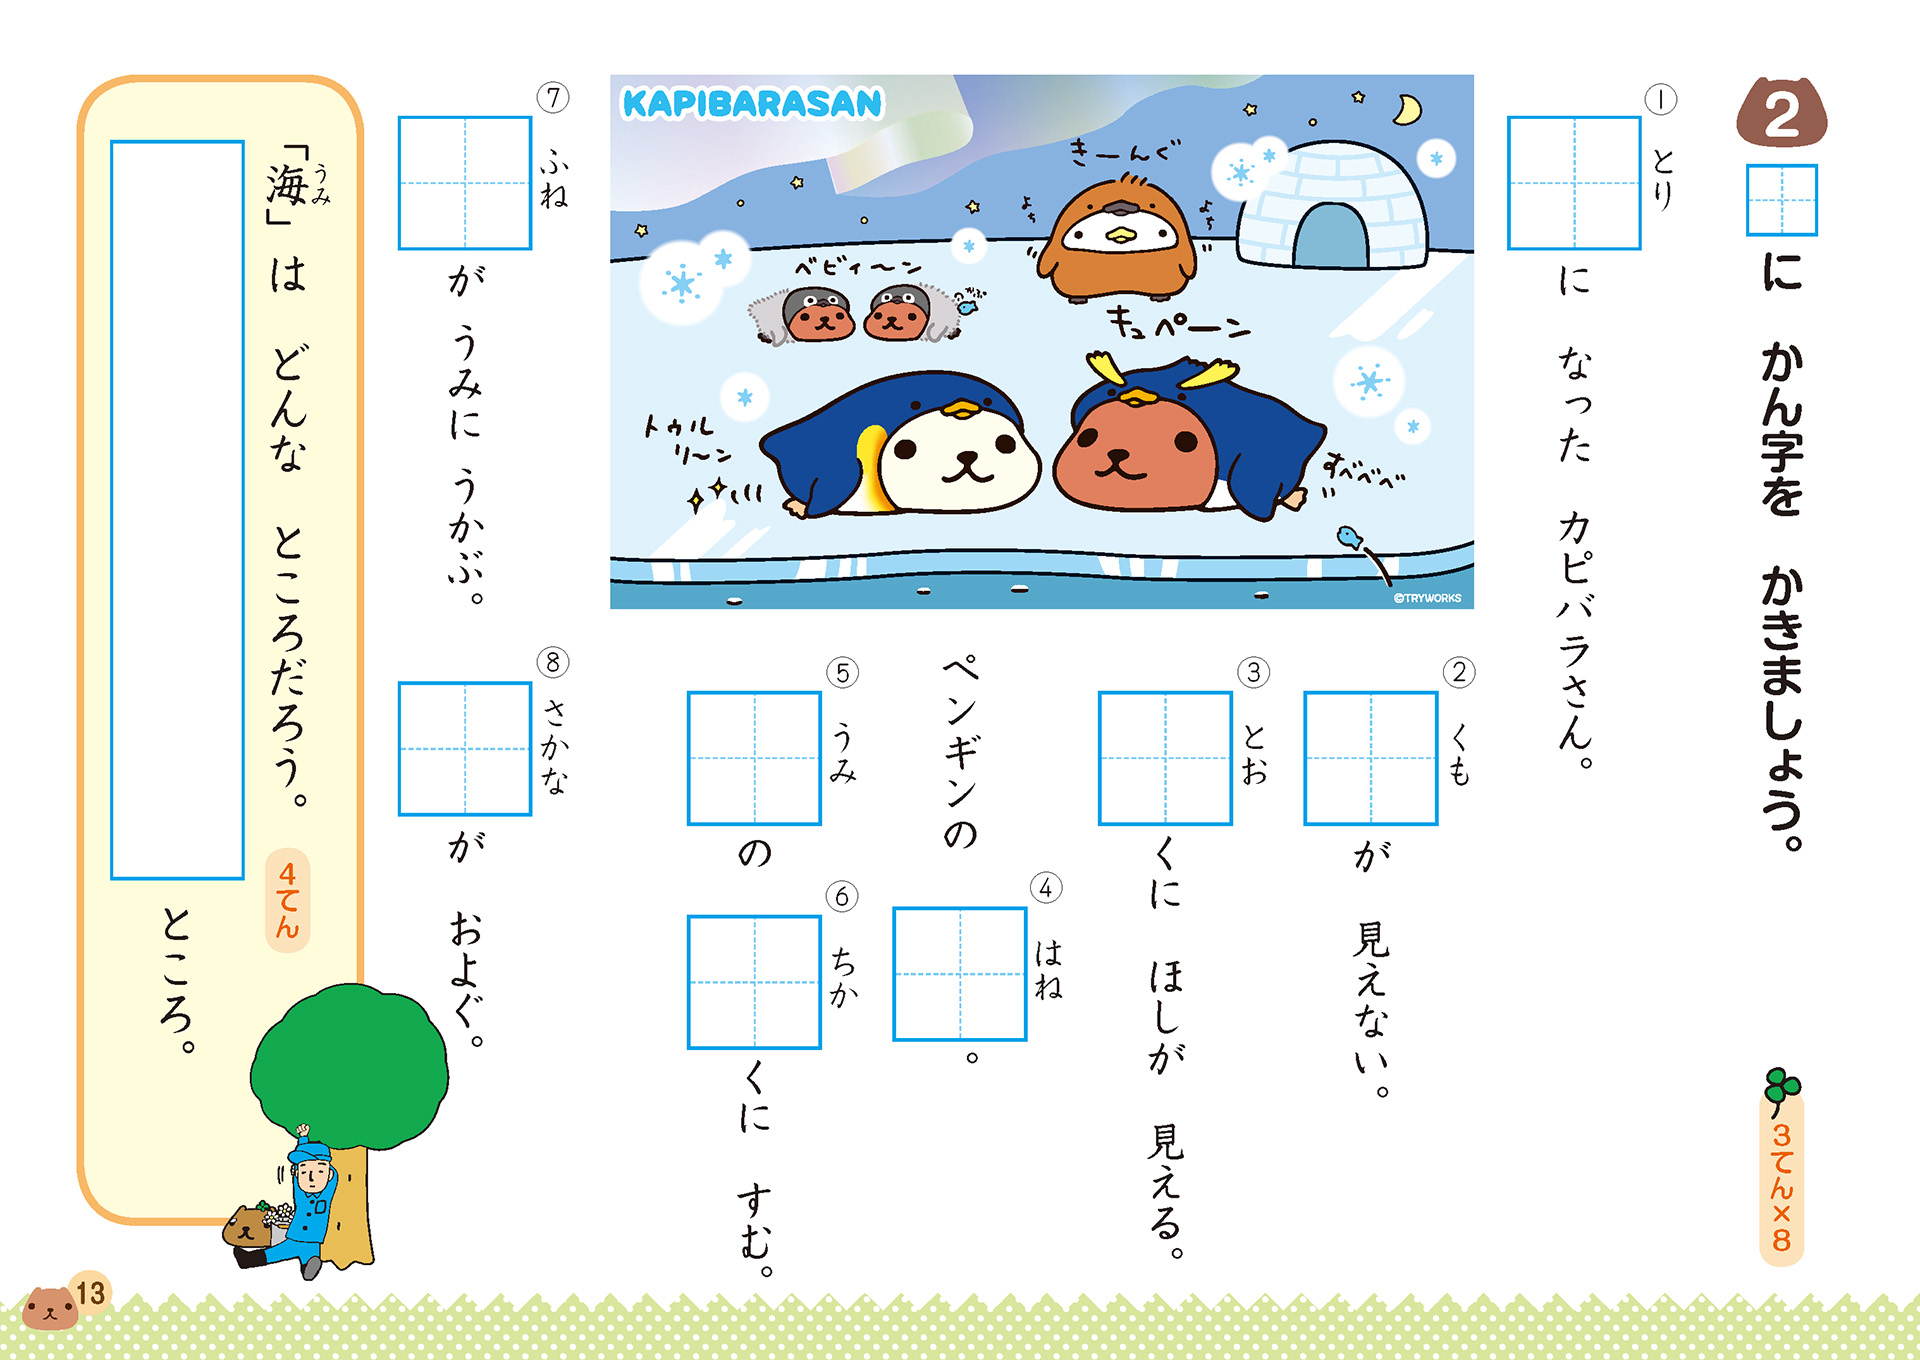 2
に かん字を かきましょう。
3てん×8
① とり
に なった カピバラさん。
KAPIBARASAN
きーんぐ
よち
よち
ベビィ〜ン
がぶ
キュペーン
トゥル
リ〜ン
すべべべべ
©TRYWORKS
② くも
が 見えない。
③ とお
くに ほしが 見える。
ペンギンの
④ はね
。
⑤ うみ
の
⑥ ちか
くに すむ。
⑦ ふね
が うみに うかぶ。
⑧ さかな
が およぐ。
「海」は どんな ところだろう。
うみ
4てん
ところ。
13